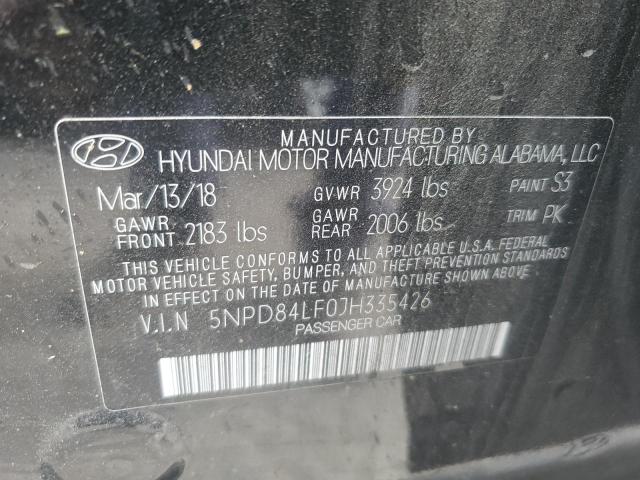 MANUFACTURED BY
HYUNDAI MOTOR MANUFACTURING ALABAMA, LLC
Mar/13/18 GVWR 3924 lbs PAINT S3
GAWR FRONT 2183 lbs GAWR REAR 2006 lbs TRIM PK
THIS VEHICLE CONFORMS TO ALL APPLICABLE U.S.A. FEDERAL
MOTOR VEHICLE SAFETY, BUMPER, AND THEFT PREVENTION STANDARDS
IN EFFECT ON THE DATE OF MANUFACTURE SHOWN ABOVE.
V.I.N 5NPD84LF0JH335426
PASSENGER CAR